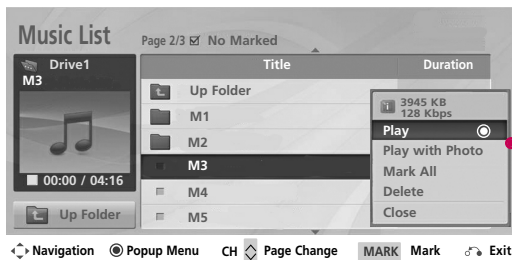 Music List
Page 2/3 No Marked
Drive1
M3
00:00 / 04:16
Up Folder
Title Duration
Up Folder
M1
M2
M3
M4
M5
3945 KB
128 Kbps
Play
Play with Photo
Mark All
Delete
Close
Navigation Popup Menu CH Page Change MARK Mark Exit